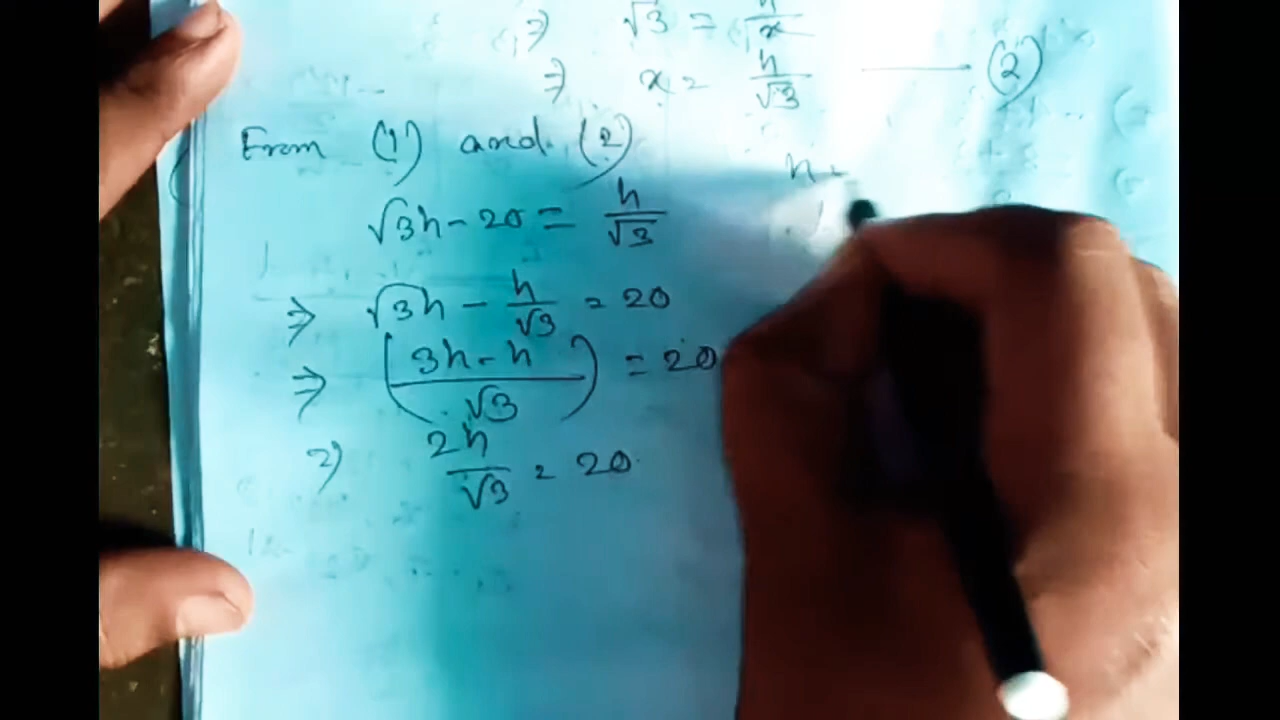 ⇒ √3 = h/x
⇒ x = h/√3 —— (2)
From (1) and (2)
√3h - 20 = h/√3
⇒ √3h - h/√3 = 20
⇒ (3h - h/√3) = 20
⇒ 2h/√3 = 20
h =